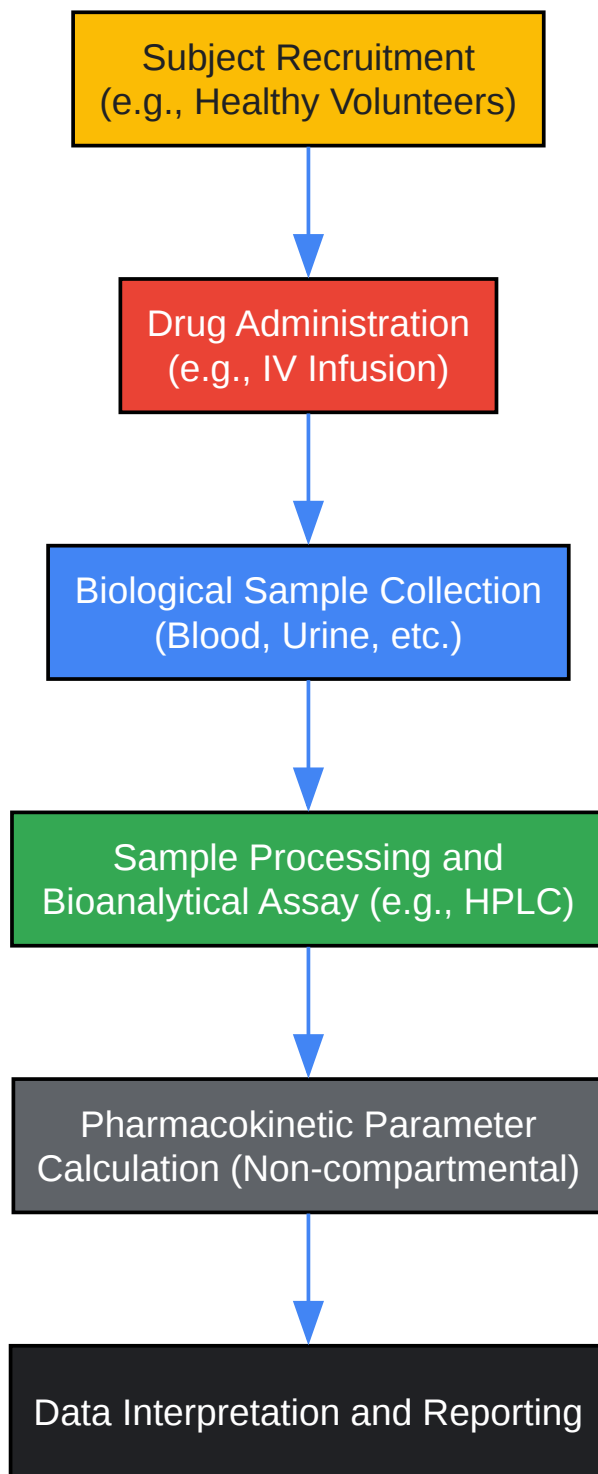 Subject Recruitment
(e.g., Healthy Volunteers)
Drug Administration
(e.g., IV Infusion)
Biological Sample Collection
(Blood, Urine, etc.)
Sample Processing and
Bioanalytical Assay (e.g., HPLC)
Pharmacokinetic Parameter
Calculation (Non-compartmental)
Data Interpretation and Reporting